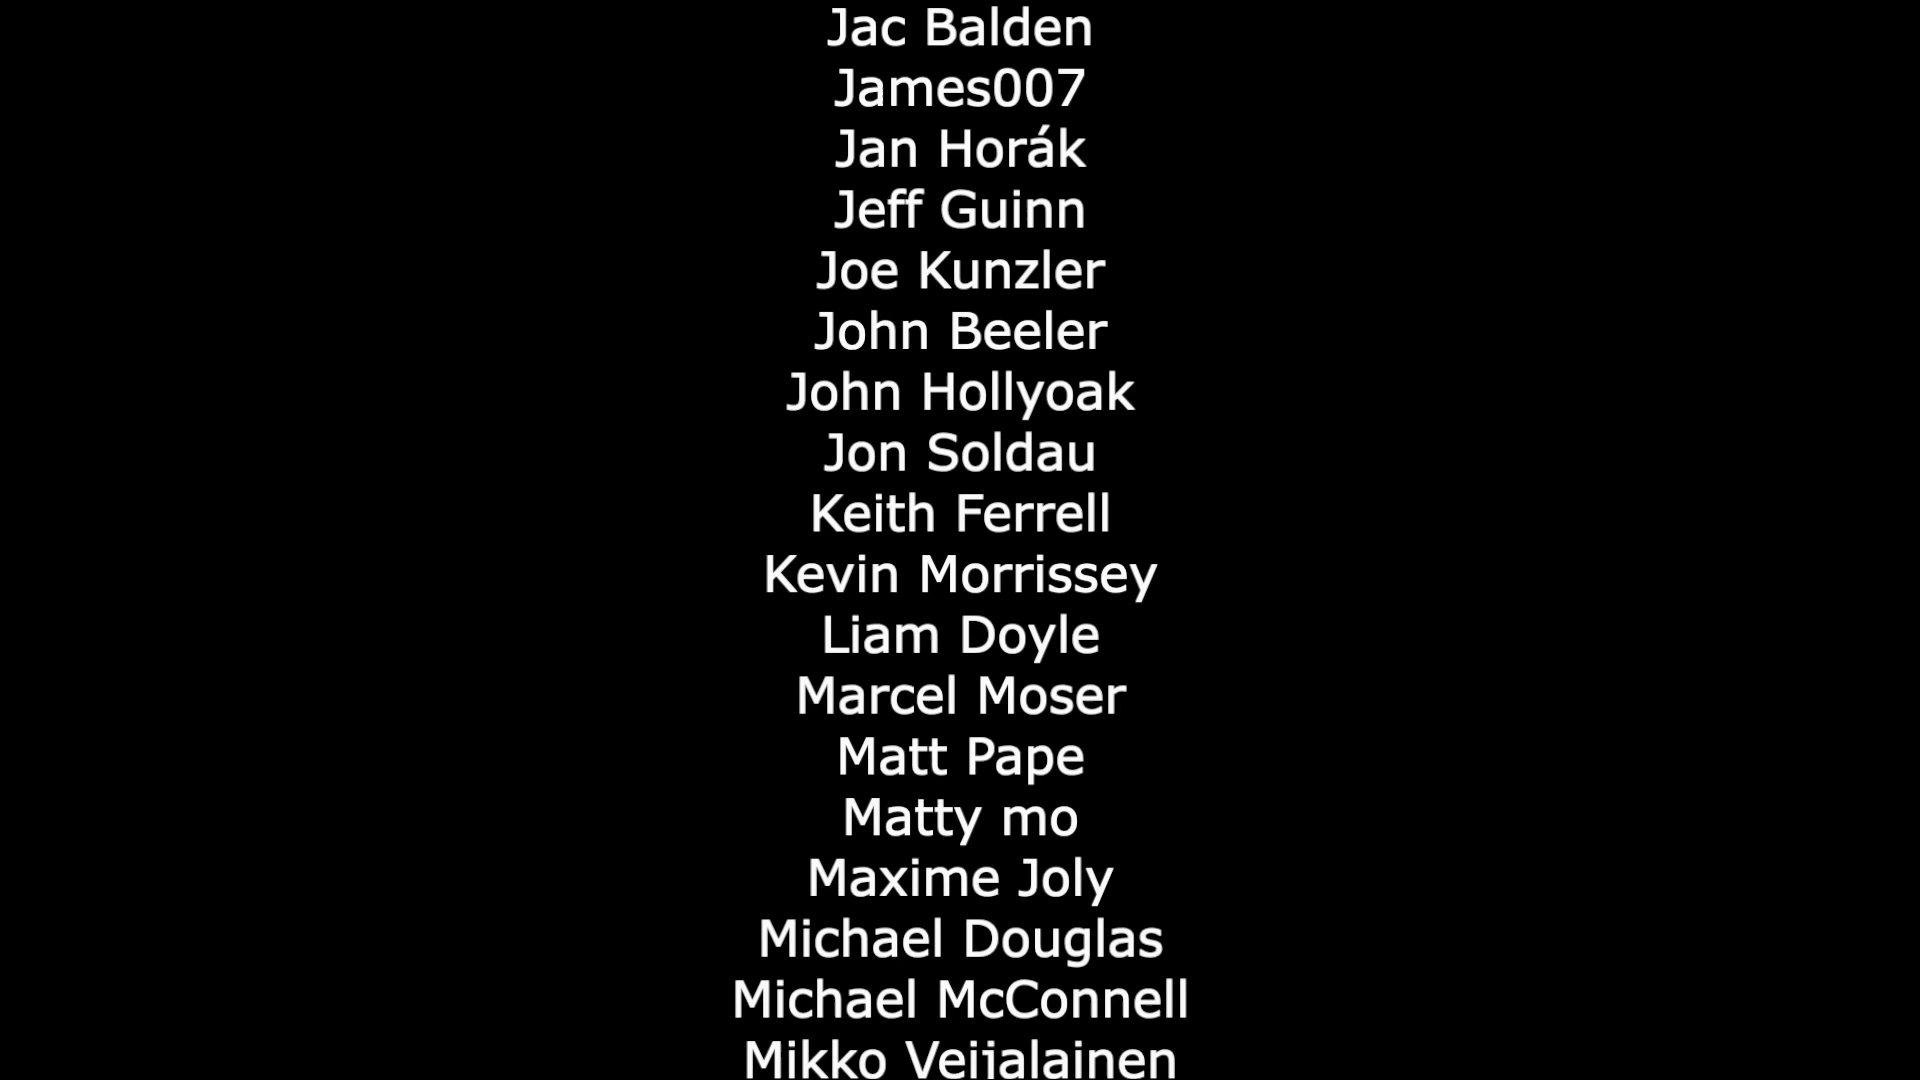 Jac Balden
James007
Jan Horák
Jeff Guinn
Joe Kunzler
John Beeler
John Hollyoak
Jon Soldau
Keith Ferrell
Kevin Morrissey
Liam Doyle
Marcel Moser
Matt Pape
Matty mo
Maxime Joly
Michael Douglas
Michael McConnell
Mikko Veijalainen